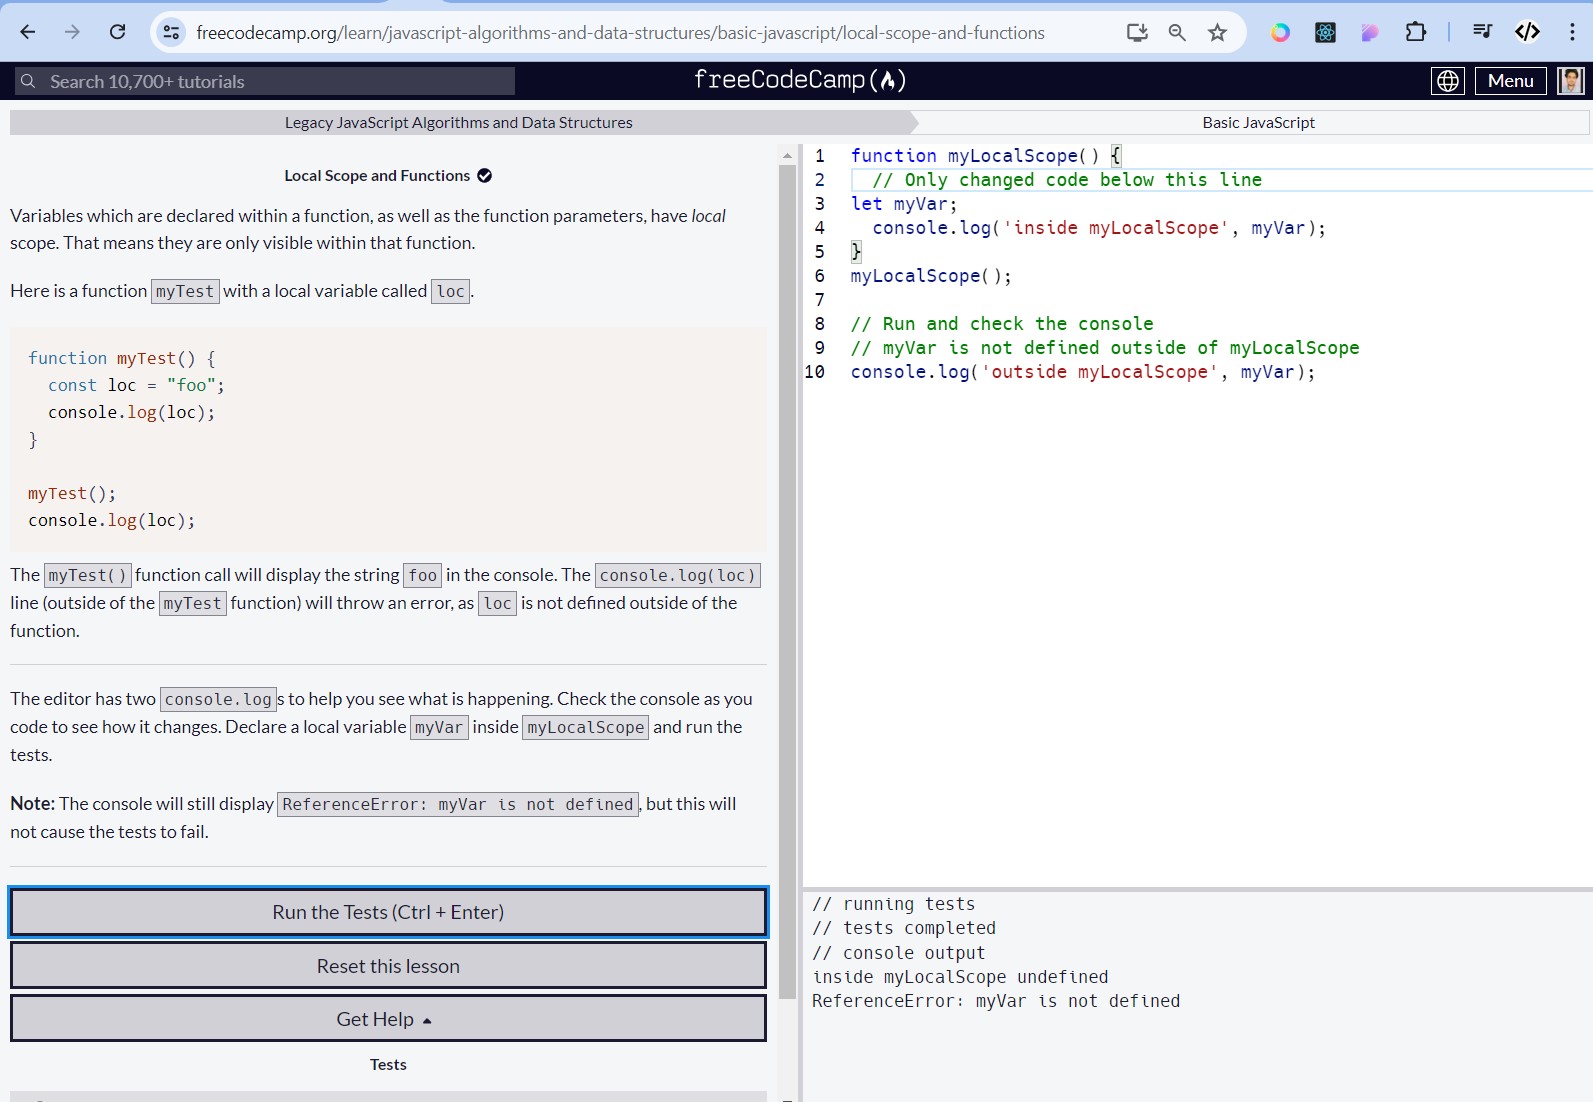 freecodecamp.org/learn/javascript-algorithms-and-data-structures/basic-javascript/local-scope-and-functions
Search 10,700+ tutorials
freeCodeCamp(🔥)
Menu
Legacy JavaScript Algorithms and Data Structures
Basic JavaScript
Local Scope and Functions
Variables which are declared within a function, as well as the function parameters, have local
scope. That means they are only visible within that function.
Here is a function myTest with a local variable called loc.
function myTest() {
  const loc = "foo";
  console.log(loc);
}
myTest();
console.log(loc);
The myTest() function call will display the string foo in the console. The console.log(loc)
line (outside of the myTest function) will throw an error, as loc is not defined outside of the
function.
The editor has two console.logs to help you see what is happening. Check the console as you
code to see how it changes. Declare a local variable myVar inside myLocalScope and run the
tests.
Note: The console will still display ReferenceError: myVar is not defined, but this will
not cause the tests to fail.
Run the Tests (Ctrl + Enter)
Reset this lesson
Get Help
Tests
1 function myLocalScope() {
2   // Only changed code below this line
3 let myVar;
4   console.log('inside myLocalScope', myVar);
5 }
6 myLocalScope();
7
8 // Run and check the console
9 // myVar is not defined outside of myLocalScope
10 console.log('outside myLocalScope', myVar);
// running tests
// tests completed
// console output
inside myLocalScope undefined
ReferenceError: myVar is not defined